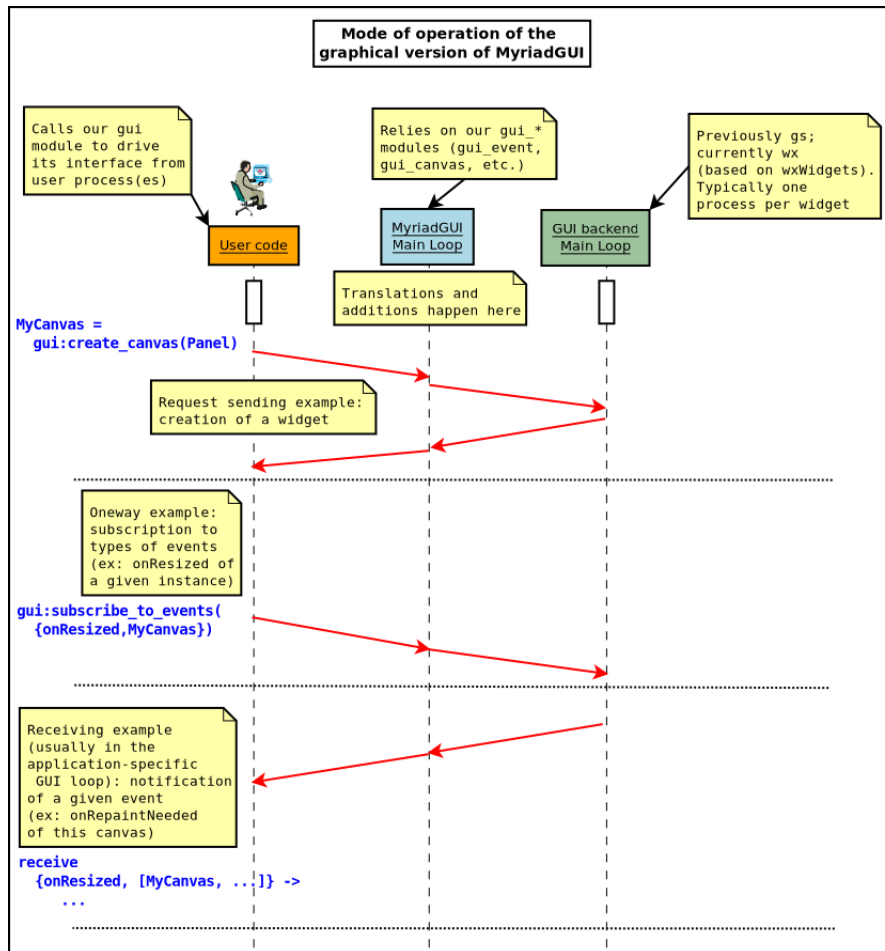 Mode of operation of the
graphical version of MyriadGUI
Calls our gui
module to drive
its interface from
user process(es)
Relies on our gui_*
modules (gui_event,
gui_canvas, etc.)
Previously gs;
currently wx
(based on wxWidgets).
Typically one
process per widget
User code
MyriadGUI
Main Loop
GUI backend
Main Loop
Translations and
additions happen here
MyCanvas =
gui:create_canvas(Panel)
Request sending example:
creation of a widget
Oneway example:
subscription to
types of events
(ex: onResized of
a given instance)
gui:subscribe_to_events(
{onResized,MyCanvas})
Receiving example
(usually in the
application-specific
GUI loop): notification
of a given event
(ex: onRepaintNeeded
of this canvas)
receive
{onResized, [MyCanvas, ...]} ->
...